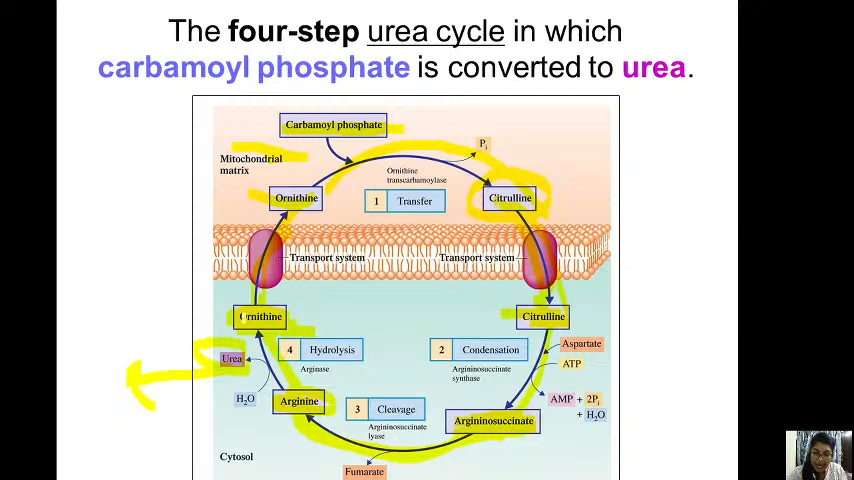 The four-step urea cycle in which
carbamoyl phosphate is converted to urea.
Carbamoyl phosphate
Mitochondrial
matrix
Pi
Ornithine
transcarbamoylase
Ornithine
1 Transfer
Citrulline
Transport system
Transport system
Ornithine
Citrulline
Urea
4 Hydrolysis
Arginase
2 Condensation
Argininosuccinate
synthase
Aspartate
ATP
H2O
Arginine
3 Cleavage
Argininosuccinate
lyase
AMP + 2Pi
+ H2O
Argininosuccinate
Cytosol
Fumarate